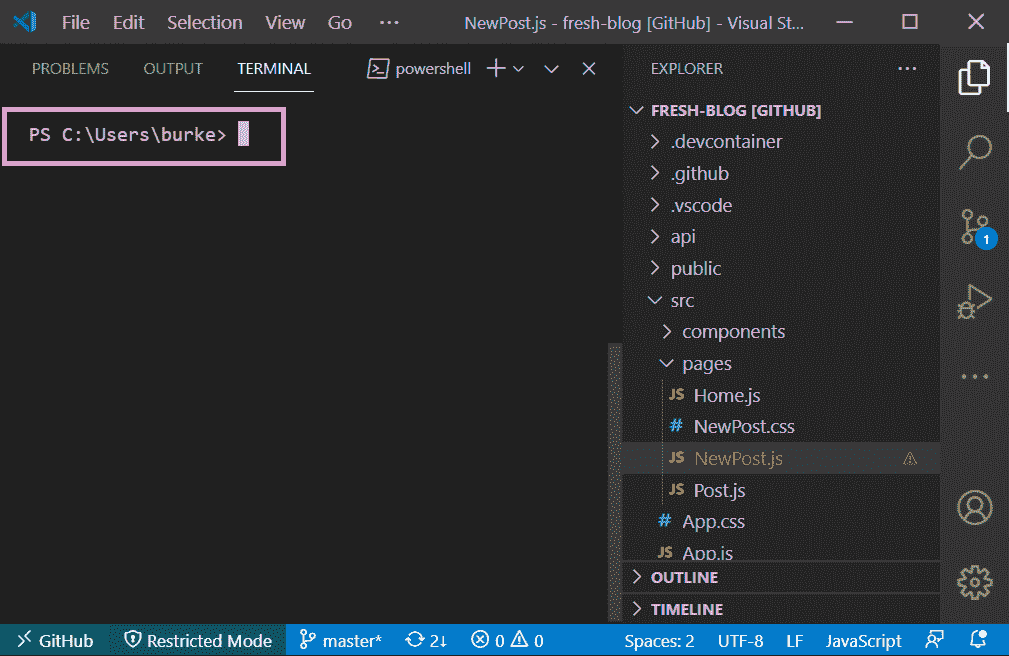 File Edit Selection View Go ··· NewPost.js - fresh-blog [GitHub] - Visual St...
PROBLEMS OUTPUT TERMINAL powershell
PS C:\Users\burke>
EXPLORER ···
FRESH-BLOG [GITHUB]
.devcontainer
.github
.vscode
api
public
src
components
pages
JS Home.js
# NewPost.css
JS NewPost.js
JS Post.js
# App.css
JS App.js
OUTLINE
TIMELINE
1
GitHub Restricted Mode master* 2↓ 0 0 Spaces: 2 UTF-8 LF JavaScript